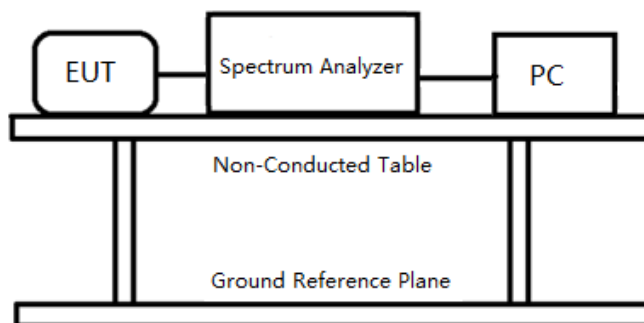 EUT
Spectrum Analyzer
PC
Non-Conducted Table
Ground Reference Plane